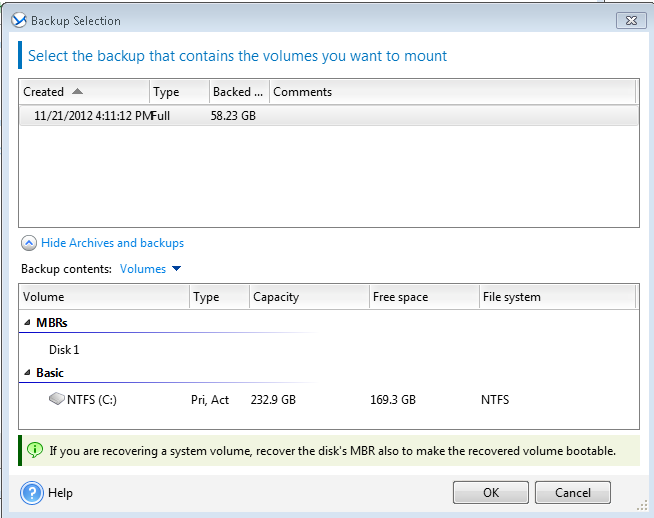 Backup Selection
Select the backup that contains the volumes you want to mount
Created Type Backed ... Comments
11/21/2012 4:11:12 PM Full 58.23 GB
Hide Archives and backups
Backup contents: Volumes
Volume Type Capacity Free space File system
MBRs
Disk 1
Basic
NTFS (C:) Pri, Act 232.9 GB 169.3 GB NTFS
If you are recovering a system volume, recover the disk's MBR also to make the recovered volume bootable.
Help OK Cancel